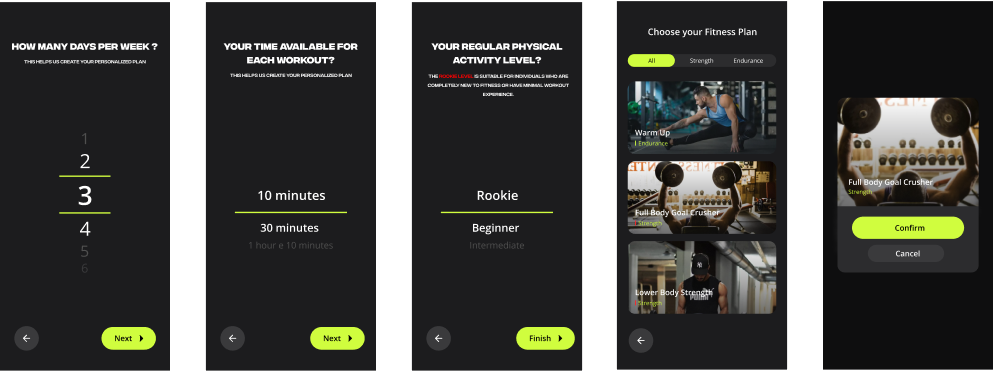 HOW MANY DAYS PER WEEK ?
THIS HELPS US CREATE YOUR PERSONALIZED PLAN
1
2
3
4
5
6
Next
YOUR TIME AVAILABLE FOR
EACH WORKOUT?
THIS HELPS US CREATE YOUR PERSONALIZED PLAN
10 minutes
30 minutes
1 hour e 10 minutes
Next
YOUR REGULAR PHYSICAL
ACTIVITY LEVEL?
THE ROOKIE LEVEL IS SUITABLE FOR INDIVIDUALS WHO ARE
COMPLETELY NEW TO FITNESS OR HAVE MINIMAL WORKOUT
EXPERIENCE.
Rookie
Beginner
Intermediate
Finish
Choose your Fitness Plan
All Strength Endurance
Warm Up
| Endurance
Full Body Goal Crusher
Strength
Lower Body Strength
Strength
Full Body Goal Crusher
Strength
Confirm
Cancel